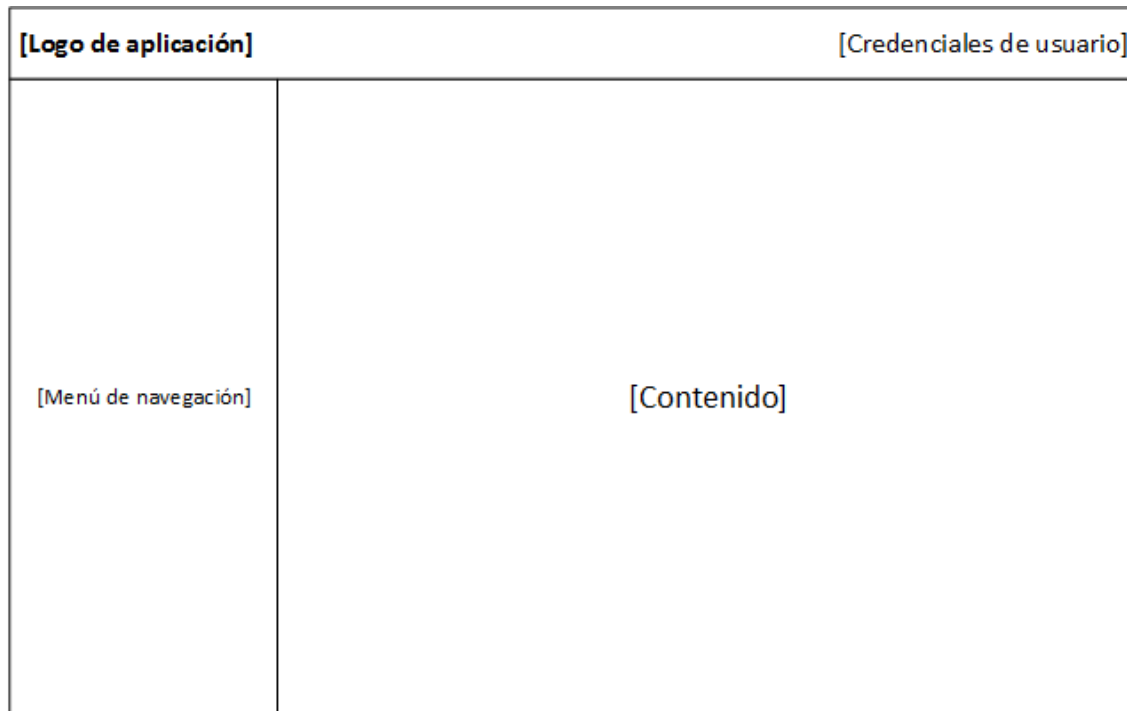 [Logo de aplicación]
[Credenciales de usuario]
[Menú de navegación]
[Contenido]